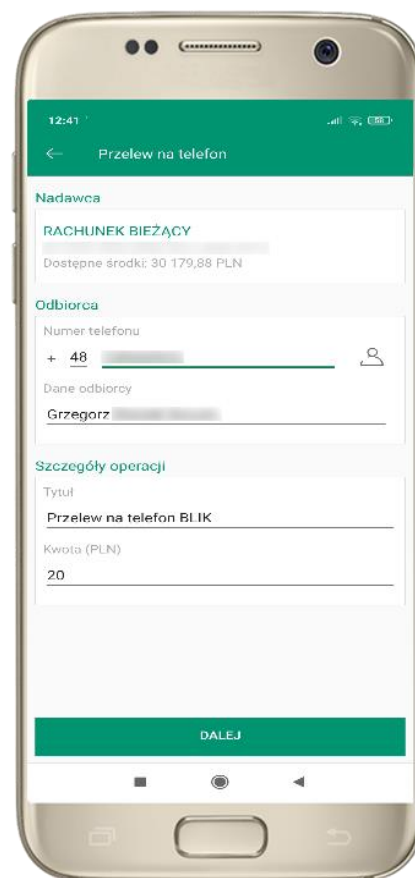 12:41
Przelew na telefon
Nadawca
RACHUNEK BIEŻĄCY
Dostępne środki: 30 179,88 PLN
Odbiorca
Numer telefonu
+ 48
Dane odbiorcy
Grzegorz
Szczegóły operacji
Tytuł
Przelew na telefon BLIK
Kwota (PLN)
20
DALEJ